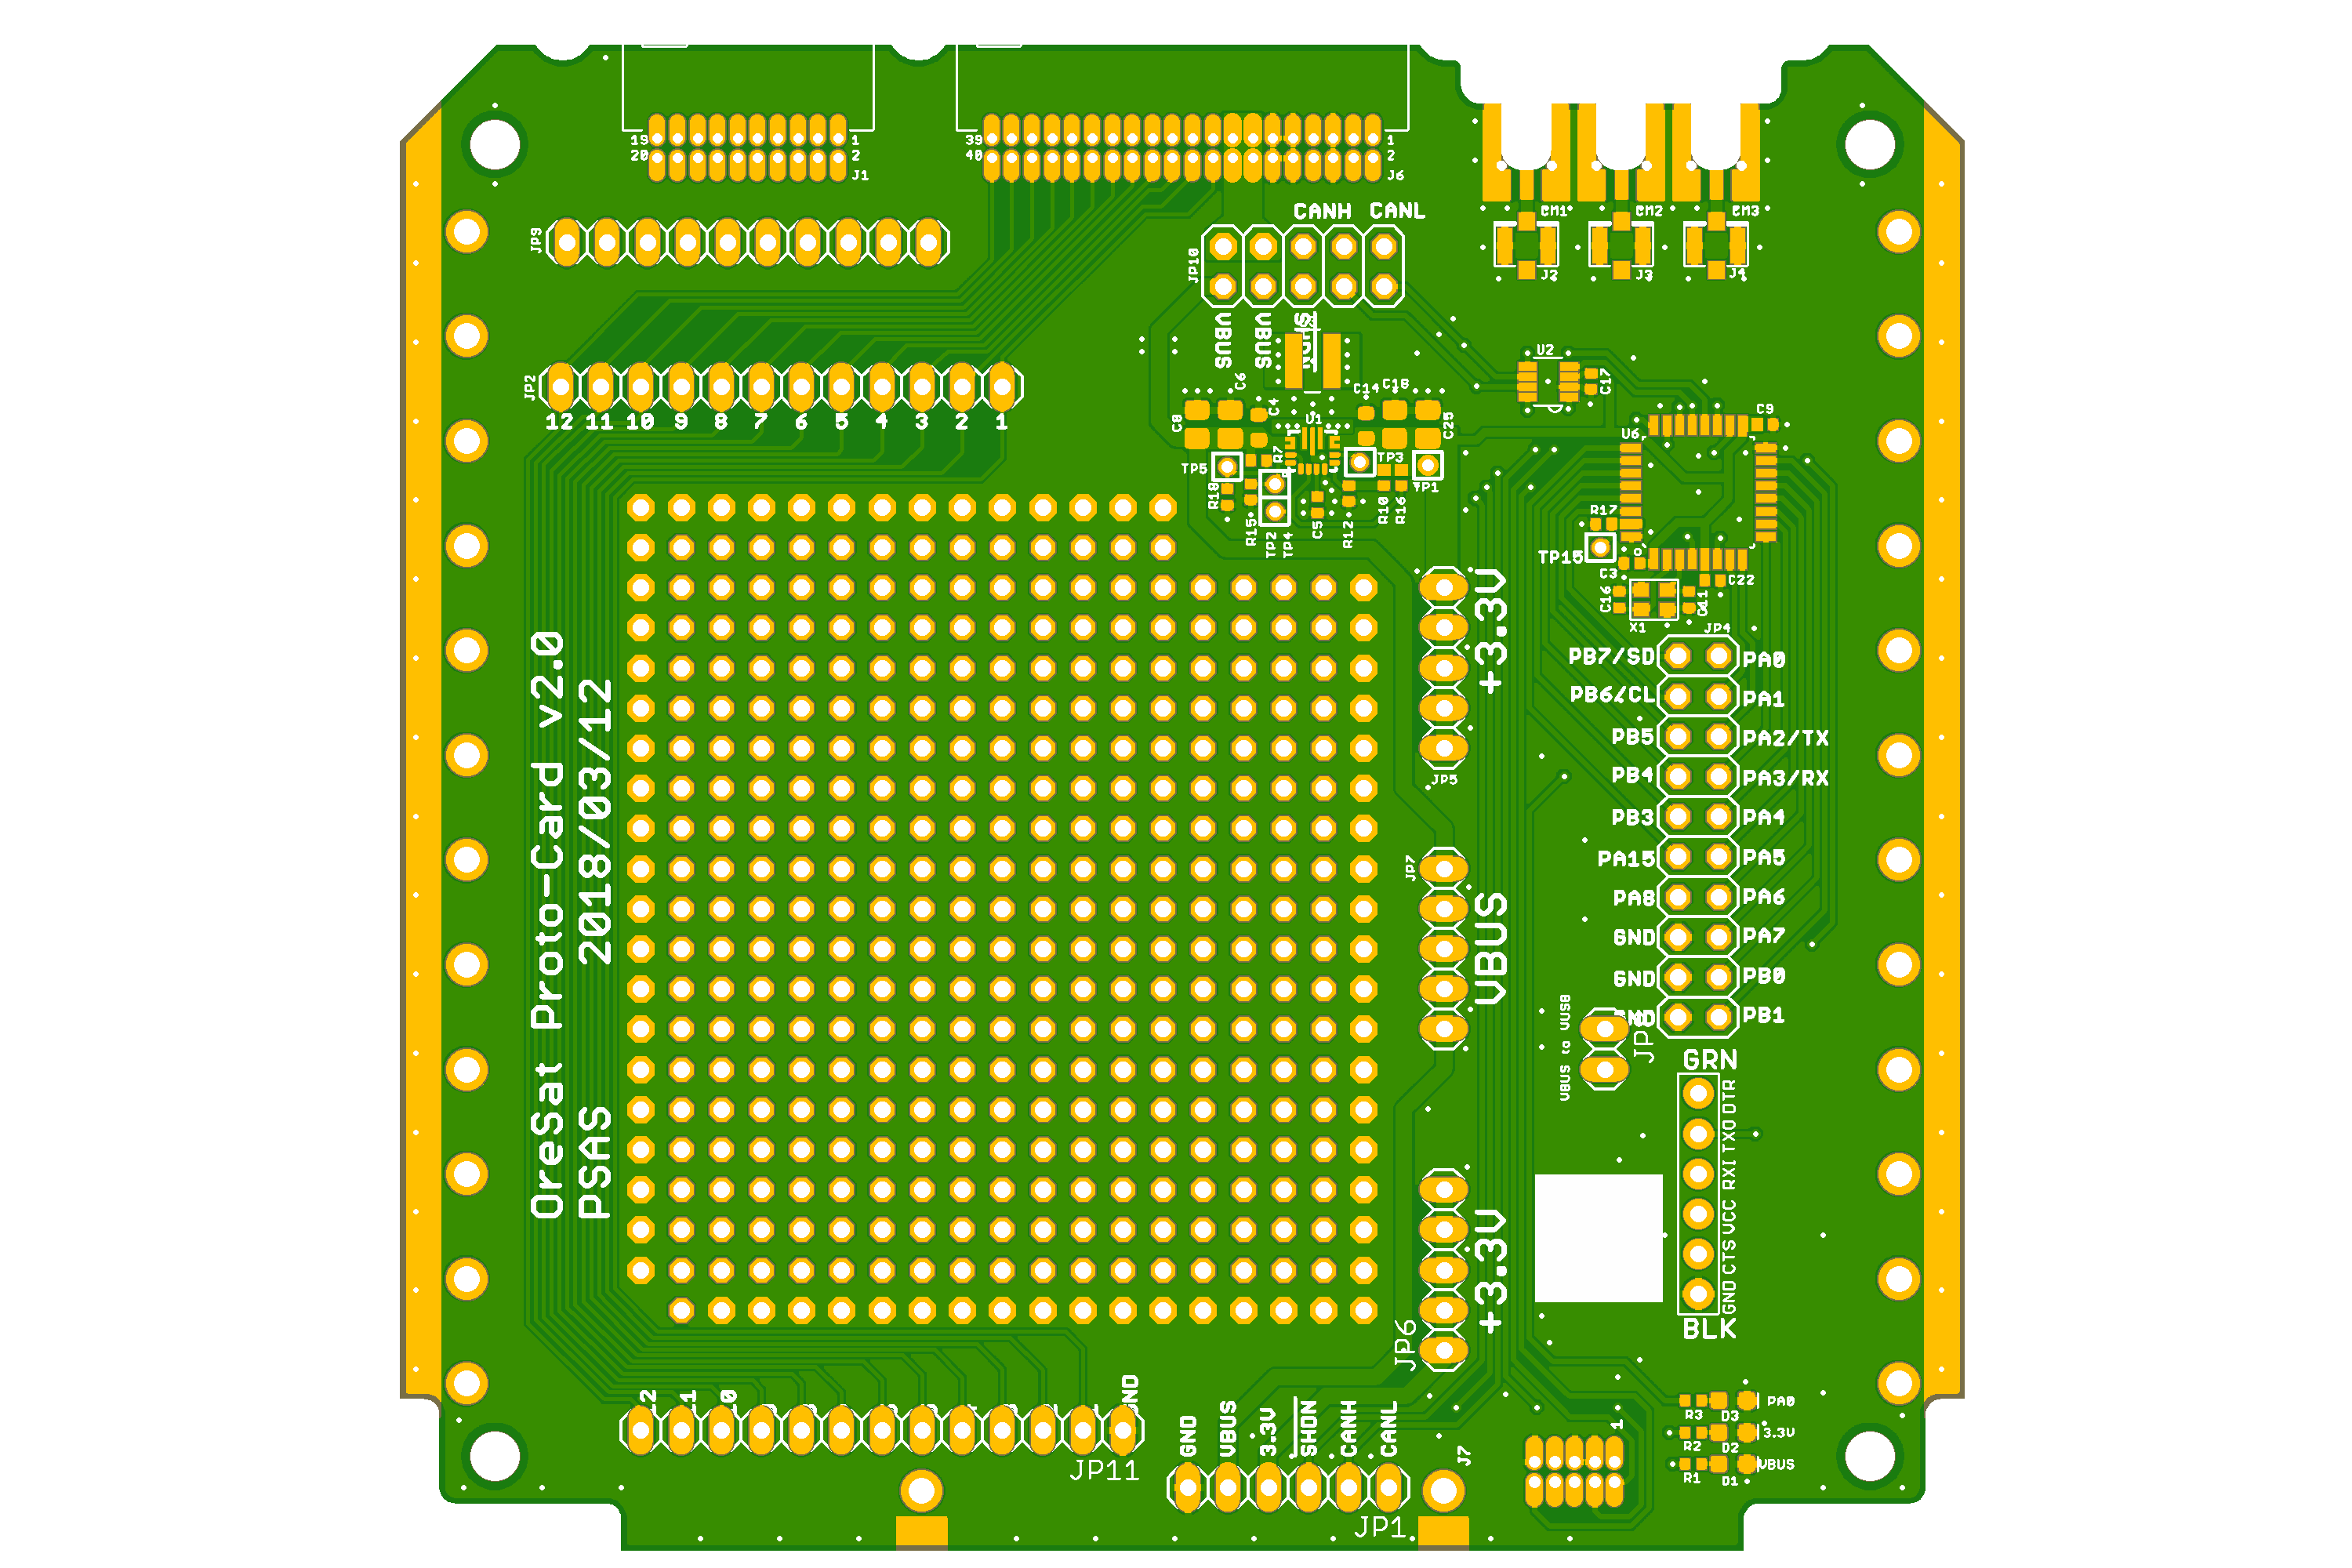 19
1
39
1
20
2
J1
40
2
J6
CANH CANL
CM1
CM2
CM3
JP9
JP10
J2
J3
J4
VBUS
VBUS
U2
JP2
C6
C14
C18
C17
12 11 10 9 8 7 6 5 4 3 2 1
C8
C4
U1
C25
C9
U6
TP5
R7
TP3
TP1
R18
R15
TP2
TP4
C5
R12
R10
R16
R17
TP15
C3
C22
C16
C11
X1
JP4
+3.3V
JP5
PB7/SD
PA0
PB6/CL
PA1
PB5
PA2/TX
PB4
PA3/RX
PB3
PA4
PA15
PA5
PA8
PA6
GND
PA7
GND
PB0
PB1
OreSat Proto-Card v2.0
PSAS 2018/03/12
JP7
VBUS
VBUS to VUSB
GRN
DTR
TXO
RXI
VCC
CTS
GND
BLK
+3.3V
JP6
12
11
10
GND
JP11
GND
VBUS
3.3V
SHDN
CANH
CANL
JP1
J7
1
R3
D3
PA0
R2
D2
3.3V
R1
D1
VBUS